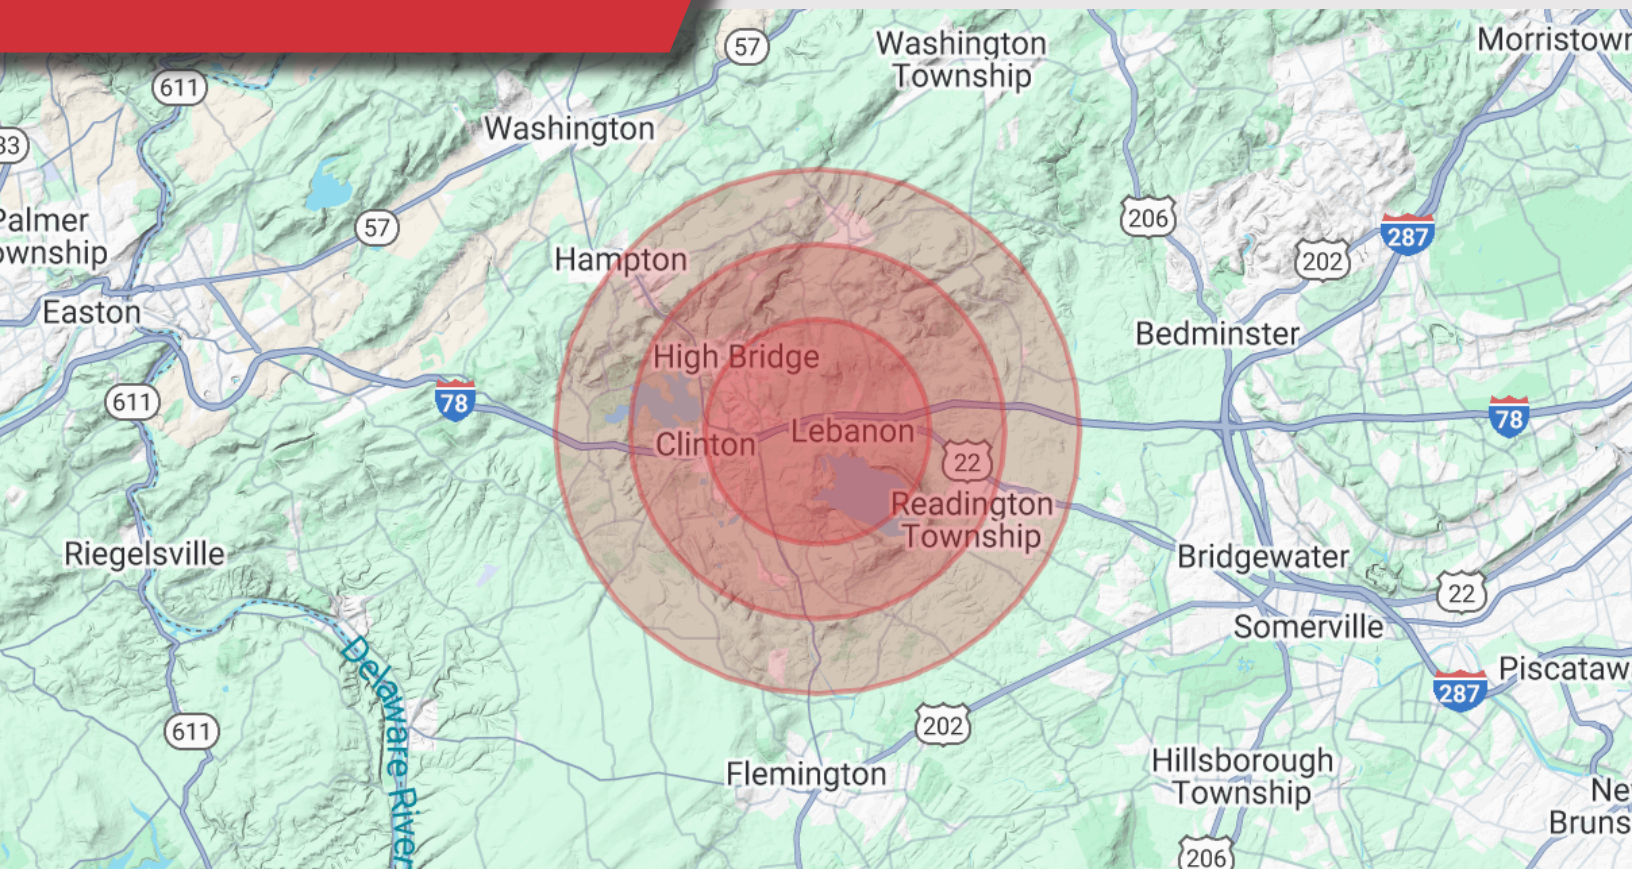 57
Washington
Township
Morristowr
611
Washington
33
206
Palmer
ownship
57
287
202
Hampton
Easton
Bedminster
High Bridge
611
78
78
Clinton
Lebanon
22
Readington
Township
Riegelsville
Bridgewater
22
Somerville
Delaware River
Piscataw
287
611
202
Flemington
Hillsborough
Township
Ne
Bruns
206